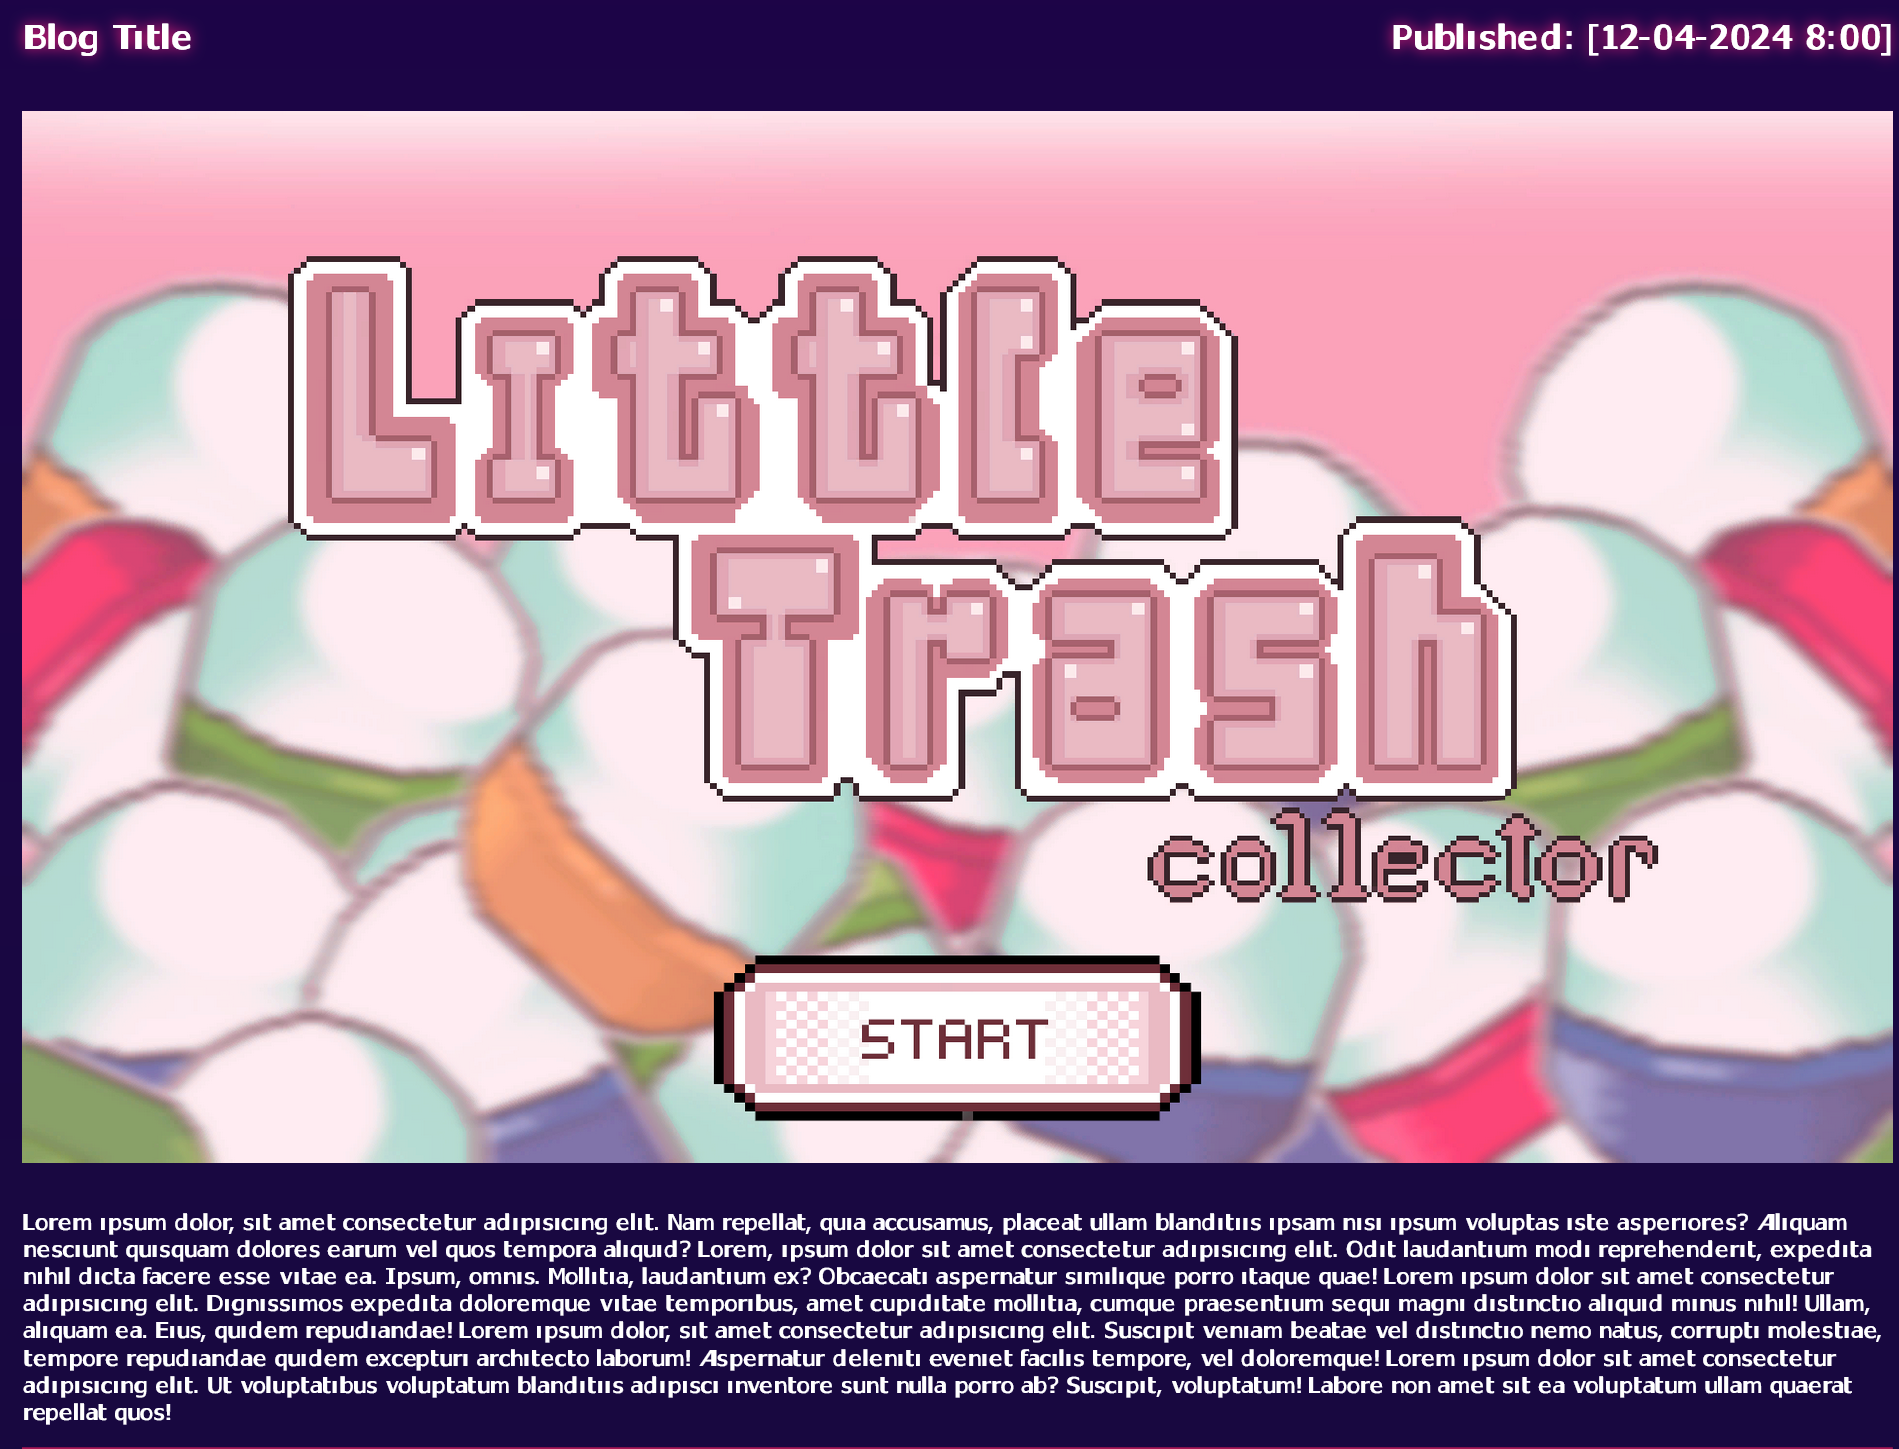 Blog Title
Published: [12-04-2024 8:00]
Little
Trash
collector
START
Lorem ipsum dolor, sit amet consectetur adipisicing elit. Nam repellat, quia accusamus, placeat ullam blanditiis ipsam nisi ipsum voluptas iste asperiores? Aliquam
nesciunt quisquam dolores earum vel quos tempora aliquid? Lorem, ipsum dolor sit amet consectetur adipisicing elit. Odit laudantium modi reprehenderit, expedita
nihil dicta facere esse vitae ea. Ipsum, omnis. Mollitia, laudantium ex? Obcaecati aspernatur similique porro itaque quae! Lorem ipsum dolor sit amet consectetur
adipisicing elit. Dignissimos expedita doloremque vitae temporibus, amet cupiditate mollitia, cumque praesentium sequi magni distinctio aliquid minus nihil! Ullam,
aliquam ea. Eius, quidem repudiandae! Lorem ipsum dolor, sit amet consectetur adipisicing elit. Suscipit veniam beatae vel distinctio nemo natus, corrupti molestiae,
tempore repudiandae quidem excepturi architecto laborum! Aspernatur deleniti eveniet facilis tempore, vel doloremque! Lorem ipsum dolor sit amet consectetur
adipisicing elit. Ut voluptatibus voluptatum blanditiis adipisci inventore sunt nulla porro ab? Suscipit, voluptatum! Labore non amet sit ea voluptatum ullam quaerat
repellat quos!